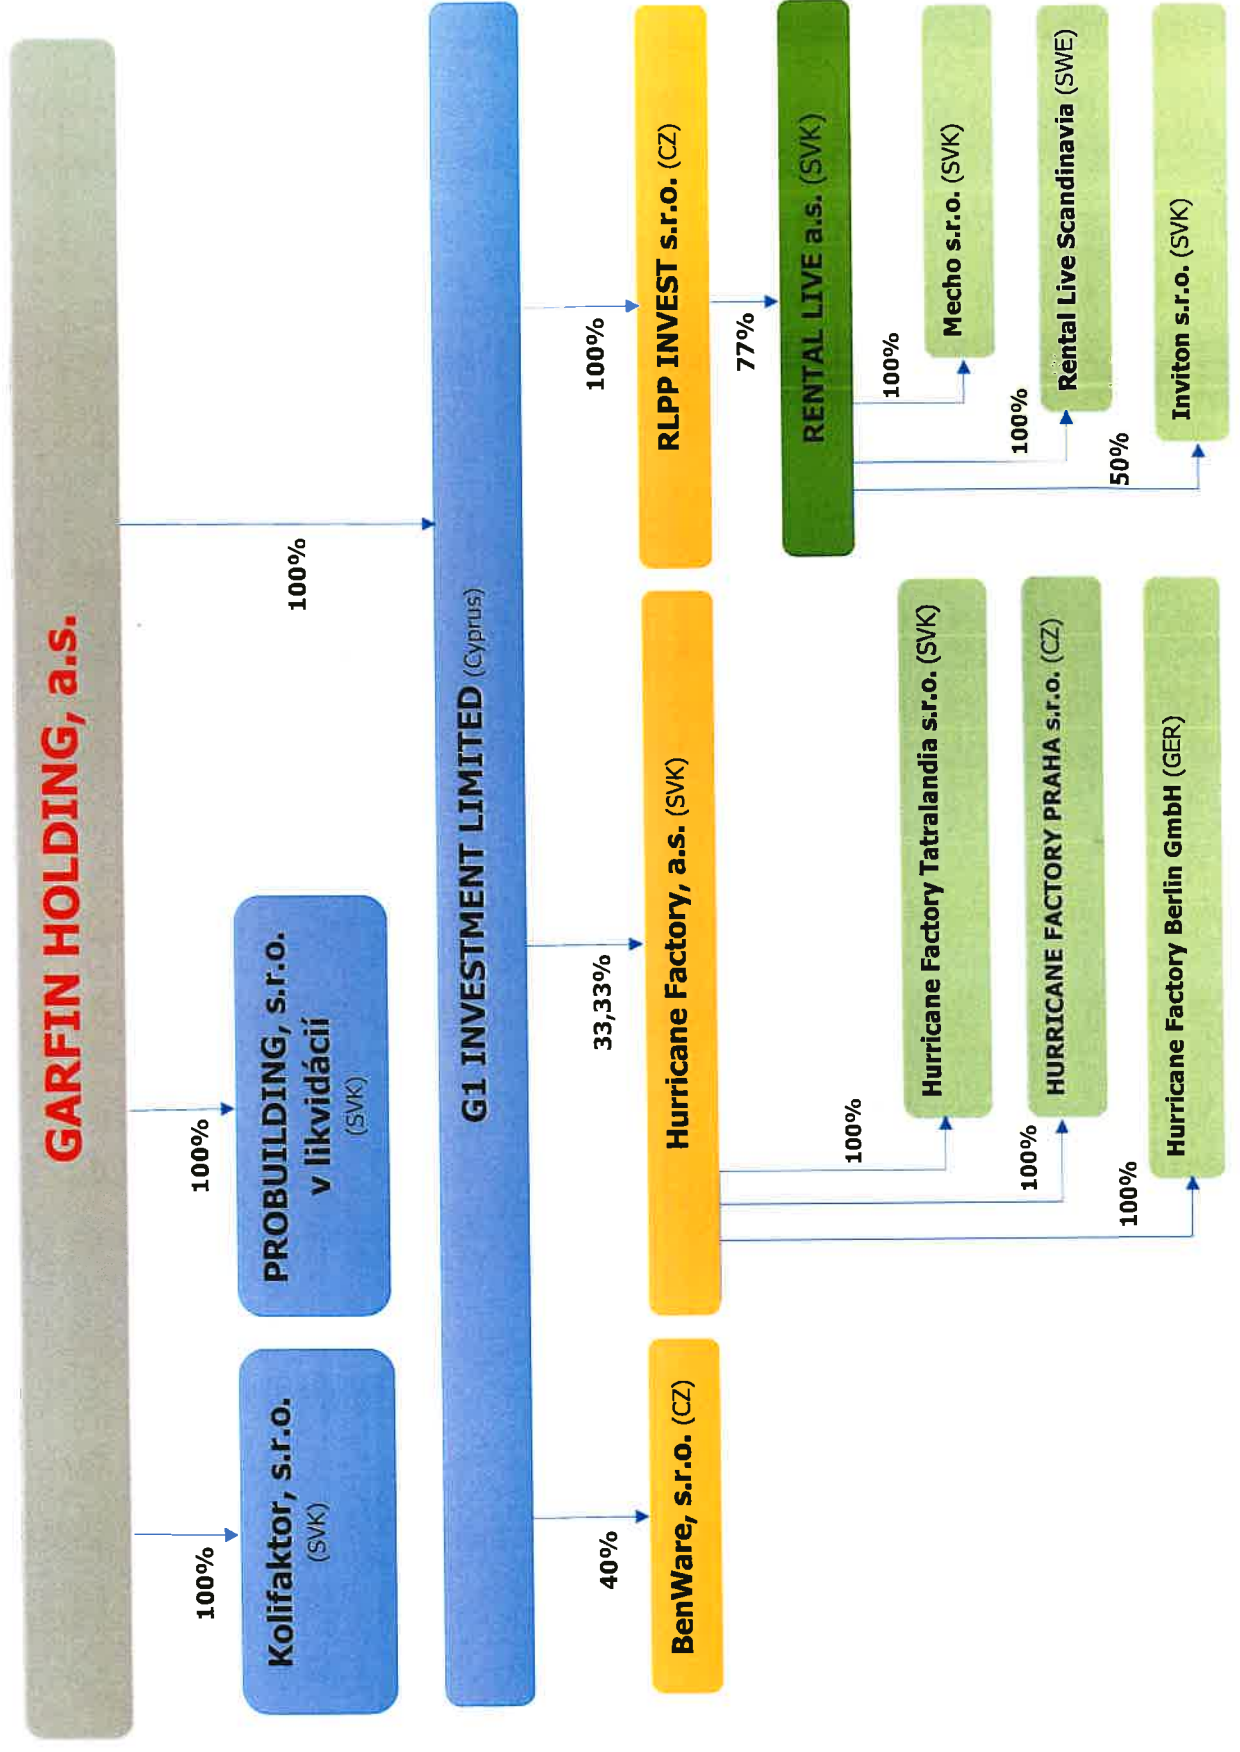 GARFIN HOLDING, a.s.
100%
100%
100%
Kolifaktor, s.r.o.
(SVK)
PROBUILDING, s.r.o.
v likvidácií
(SVK)
G1 INVESTMENT LIMITED (Cyprus)
40%
33,33%
100%
BenWare, s.r.o. (CZ)
Hurricane Factory, a.s. (SVK)
RLPP INVEST s.r.o. (CZ)
77%
RENTAL LIVE a.s. (SVK)
100%
Hurricane Factory Tatralandia s.r.o. (SVK)
100%
HURRICANE FACTORY PRAHA s.r.o. (CZ)
100%
Hurricane Factory Berlin GmbH (GER)
100%
Mecho s.r.o. (SVK)
100%
Rental Live Scandinavia (SWE)
50%
Inviton s.r.o. (SVK)